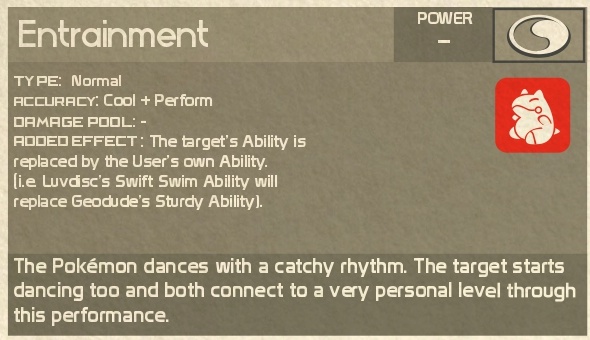 Entrainment
POWER
–
TYPE: Normal
ACCURACY: Cool + Perform
DAMAGE POOL: -
ADDED EFFECT: The target's Ability is
replaced by the User's own Ability.
(i.e. Luvdisc's Swift Swim Ability will
replace Geodude's Sturdy Ability).
The Pokémon dances with a catchy rhythm. The target starts
dancing too and both connect to a very personal level through
this performance.